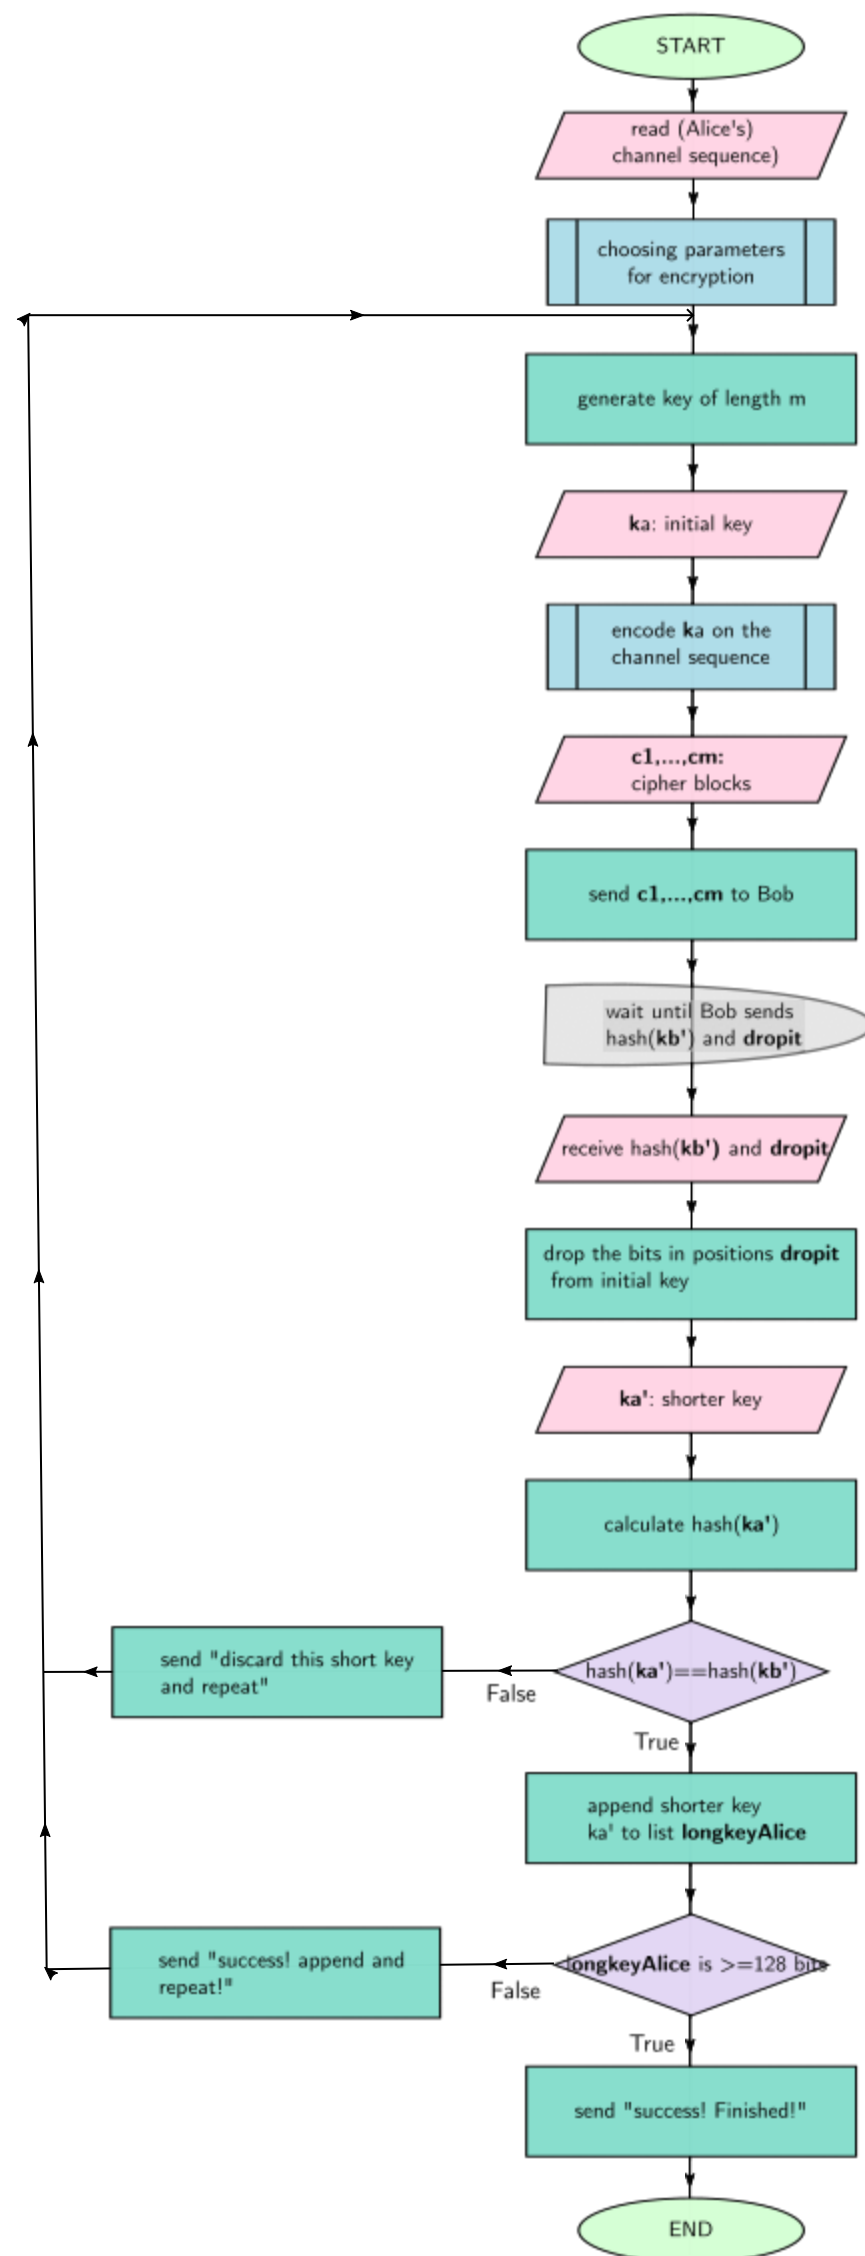 START
read (Alice's)
channel sequence)
choosing parameters
for encryption
generate key of length m
ka: initial key
encode ka on the
channel sequence
c1,...,cm:
cipher blocks
send c1,...,cm to Bob
wait until Bob sends
hash(kb') and dropit
receive hash(kb') and dropit
drop the bits in positions dropit
from initial key
ka': shorter key
calculate hash(ka')
hash(ka')==hash(kb')
False
send "discard this short key
and repeat"
True
append shorter key
ka' to list longkeyAlice
longkeyAlice is >=128 bits
False
send "success! append and
repeat!"
True
send "success! Finished!"
END